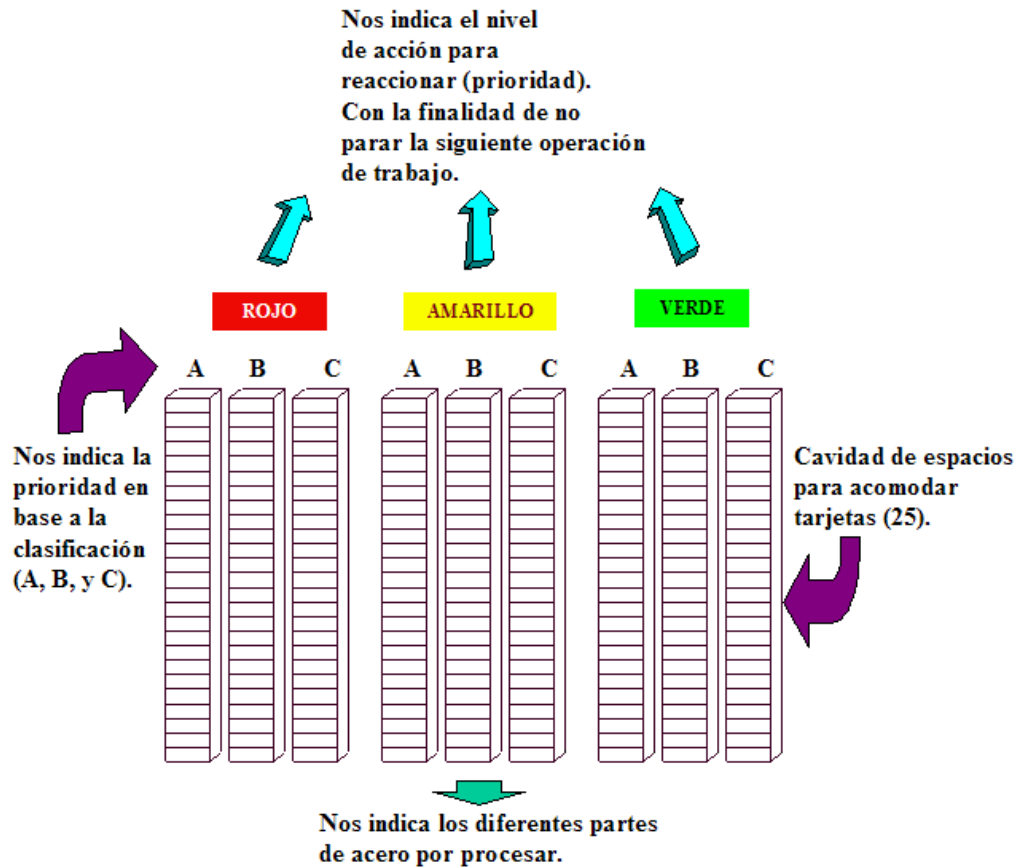 Nos indica el nivel
de acción para
reaccionar (prioridad).
Con la finalidad de no
parar la siguiente operación
de trabajo.
ROJO
AMARILLO
VERDE
A B C A B C A B C
Nos indica la
prioridad en
base a la
clasificación
(A, B, y C).
Cavidad de espacios
para acomodar
tarjetas (25).
Nos indica los diferentes partes
de acero por procesar.